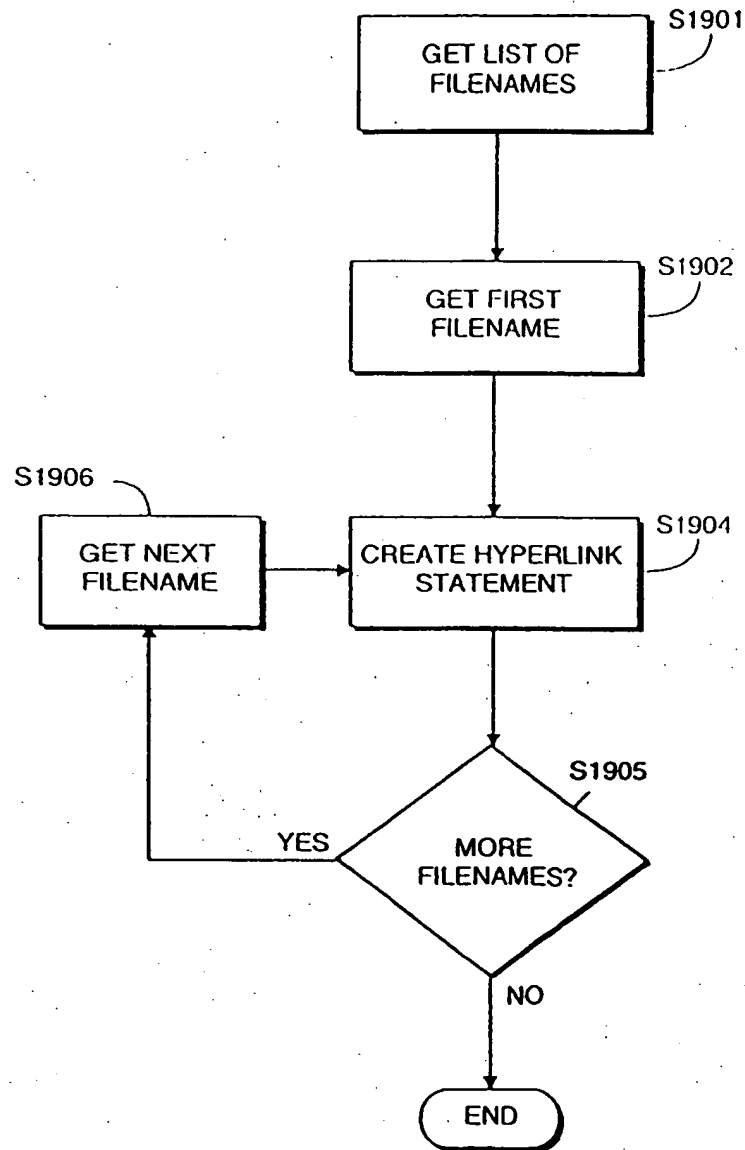 S1901
GET LIST OF
FILENAMES
S1902
GET FIRST
FILENAME
S1906
GET NEXT
FILENAME
S1904
CREATE HYPERLINK
STATEMENT
S1905
YES
MORE
FILENAMES?
NO
END